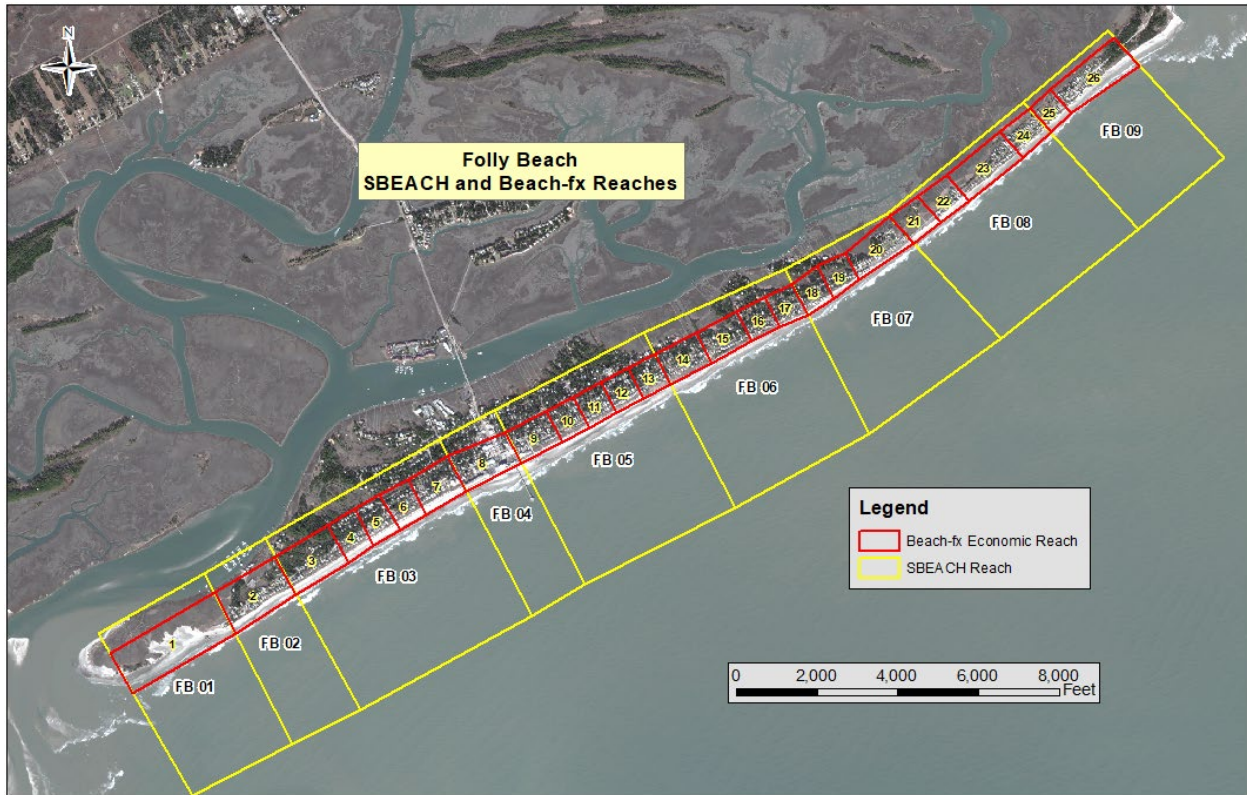 N
Folly Beach
SBEACH and Beach-fx Reaches
26
25
FB 09
24
23
22
FB 08
21
20
19
FB 07
18
17
16
15
FB 06
14
13
12
11
10
FB 05
9
8
FB 04
7
6
5
4
FB 03
3
2
FB 02
1
FB 01
Legend
Beach-fx Economic Reach
SBEACH Reach
0 2,000 4,000 6,000 8,000
Feet